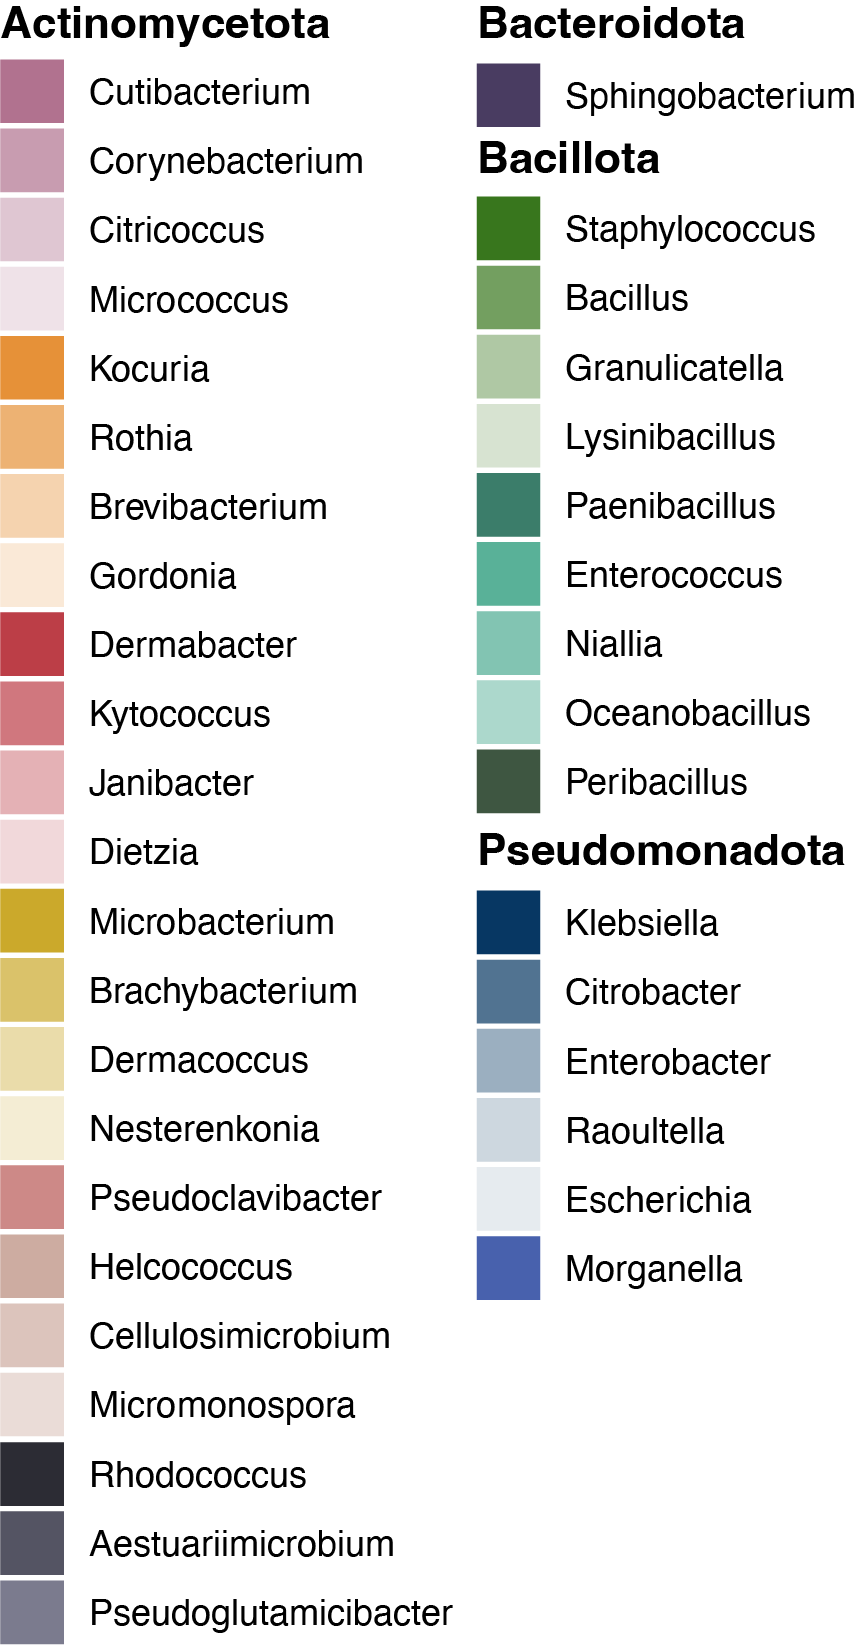 Actinomycetota
Cutibacterium
Corynebacterium
Citricoccus
Micrococcus
Kocuria
Rothia
Brevibacterium
Gordonia
Dermabacter
Kytococcus
Janibacter
Dietzia
Microbacterium
Brachybacterium
Dermacoccus
Nesterenkonia
Pseudoclavibacter
Helcococcus
Cellulosimicrobium
Micromonospora
Rhodococcus
Aestuariimicrobium
Pseudoglutamicibacter
Bacteroidota
Sphingobacterium
Bacillota
Staphylococcus
Bacillus
Granulicatella
Lysinibacillus
Paenibacillus
Enterococcus
Niallia
Oceanobacillus
Peribacillus
Pseudomonadota
Klebsiella
Citrobacter
Enterobacter
Raoultella
Escherichia
Morganella